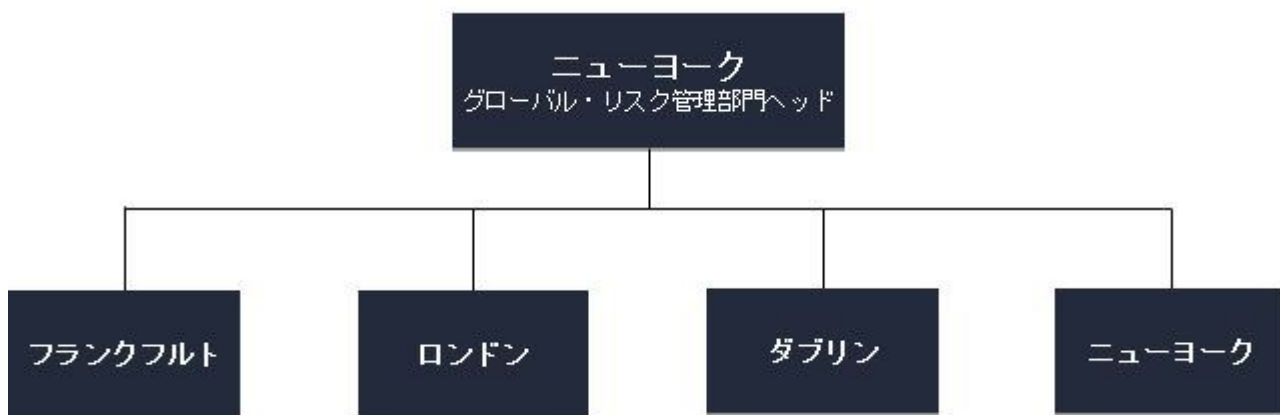 ニューヨーク
グローバル・リスク管理部門ヘッド
フランクフルト
ロンドン
ダブリン
ニューヨーク